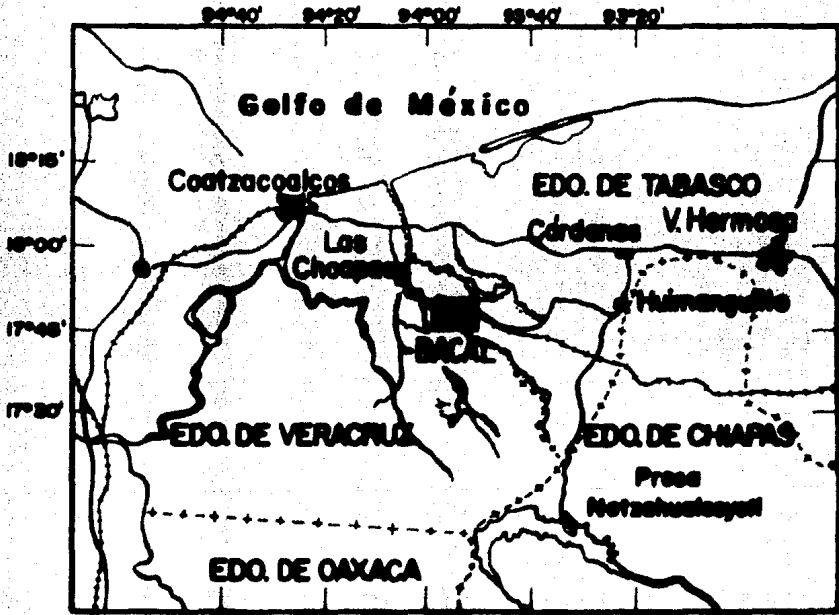 94°40' 94°20' 94°00' 93°40' 93°20'
Golfo de México
18°15'
Coatzacoalcos
EDO. DE TABASCO
Cárdenas V. Hermosa
18°00'
Las
Choapas
Huimanguillo
17°45'
BACAL
17°30'
EDO. DE VERACRUZ EDO. DE CHIAPAS
Presa
Netzahualcoyotl
EDO. DE OAXACA